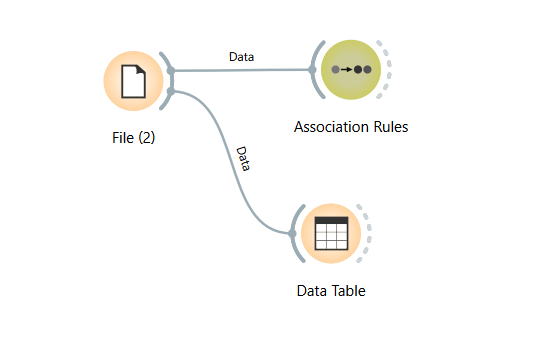 Data
Association Rules
File (2)
Data
Data Table